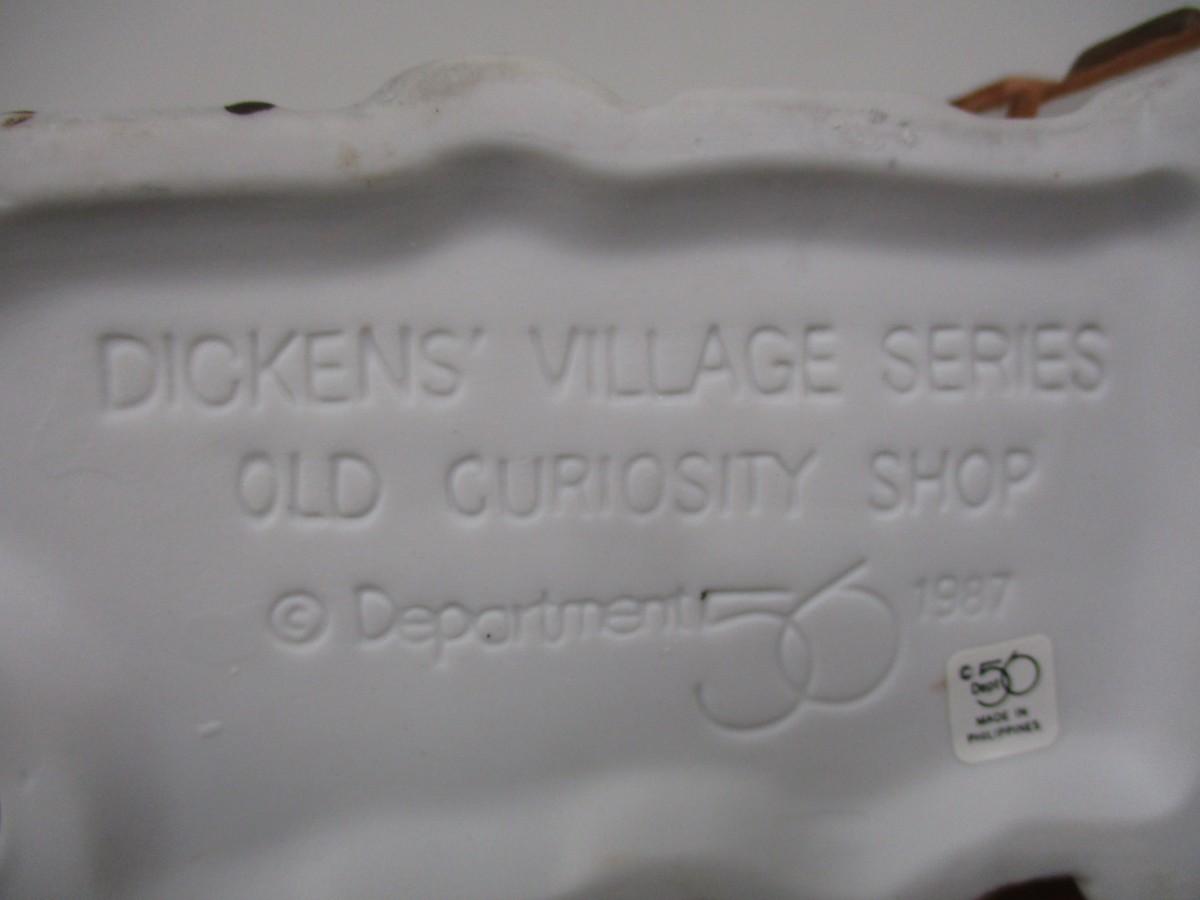 DICKENS' VILLAGE SERIES
OLD CURIOSITY SHOP
© Department 56 1987
© 56
Dept
MADE IN
PHILIPPINES